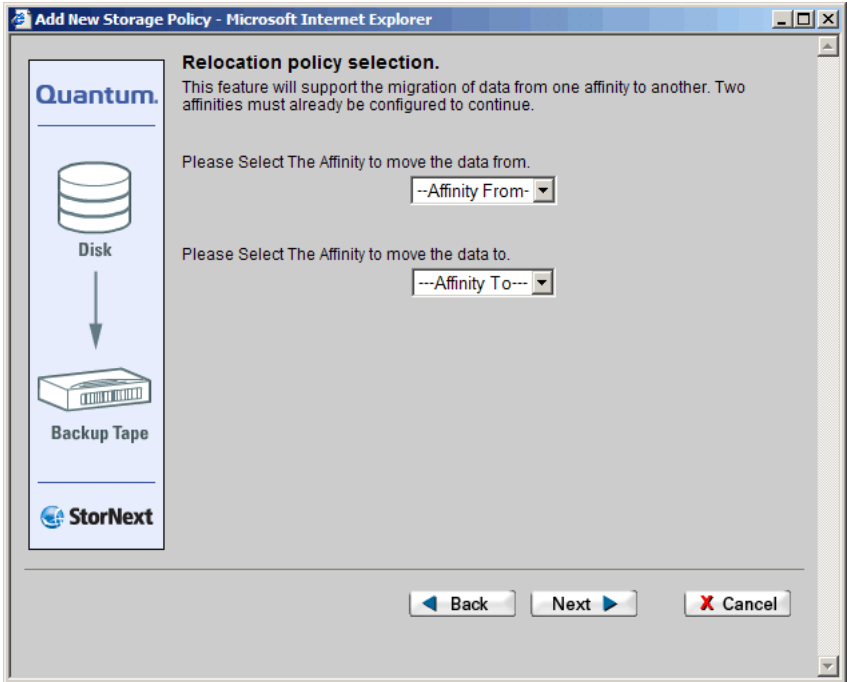 Add New Storage Policy - Microsoft Internet Explorer
Relocation policy selection.
This feature will support the migration of data from one affinity to another. Two
affinities must already be configured to continue.
Quantum.
Please Select The Affinity to move the data from.
--Affinity From-
Disk
Please Select The Affinity to move the data to.
---Affinity To---
Backup Tape
StorNext
Back
Next
X Cancel